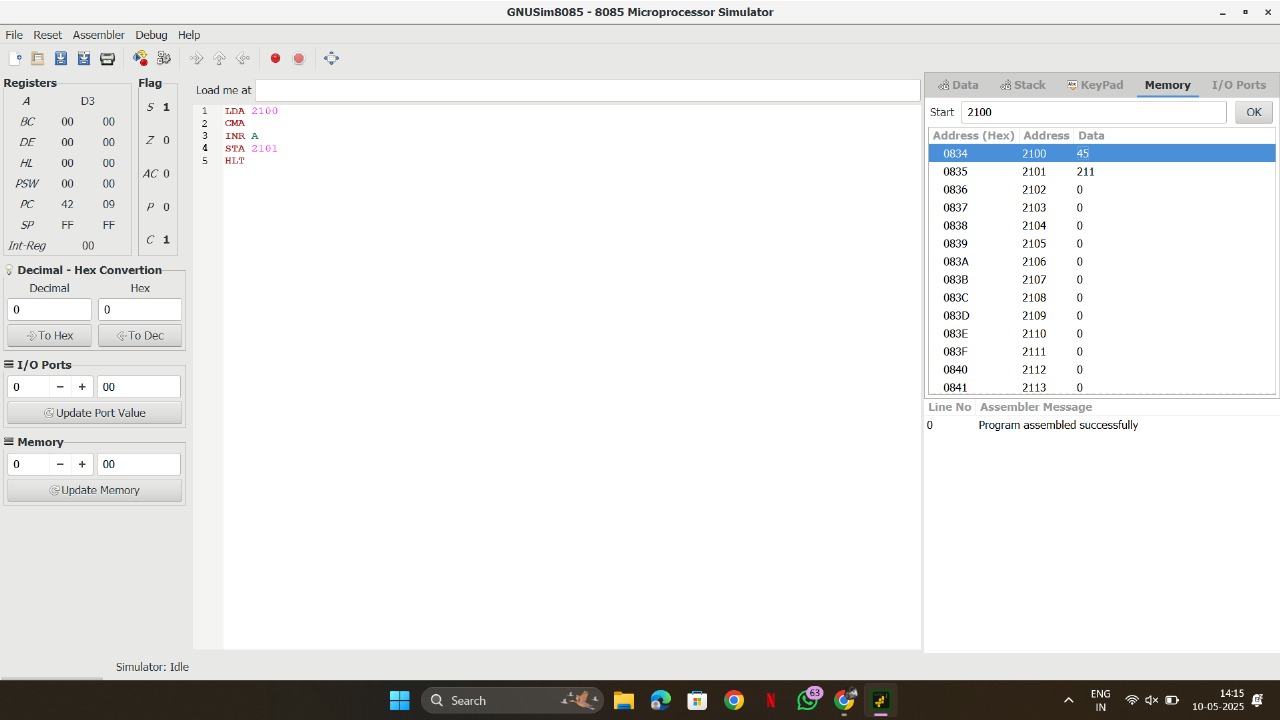 GNUSim8085 - 8085 Microprocessor Simulator
File Reset Assembler Debug Help
Registers
A D3
BC 00 00
DE 00 00
HL 00 00
PSW 00 00
PC 42 09
SP FF FF
Int-Reg 00
Flag
S 1
Z 0
AC 0
P 0
C 1
Decimal - Hex Convertion
Decimal Hex
0 0
To Hex To Dec
I/O Ports
0 − + 00
Update Port Value
Memory
0 − + 00
Update Memory
Load me at
1 LDA 2100
2 CMA
3 INR A
4 STA 2101
5 HLT
Data Stack Abc KeyPad Memory I/O Ports
Start 2100 OK
Address (Hex) Address Data
0834 2100 45
0835 2101 211
0836 2102 0
0837 2103 0
0838 2104 0
0839 2105 0
083A 2106 0
083B 2107 0
083C 2108 0
083D 2109 0
083E 2110 0
083F 2111 0
0840 2112 0
0841 2113 0
Line No Assembler Message
0 Program assembled successfully
Simulator: Idle
Search
63
ENG
IN
14:15
10-05-2025